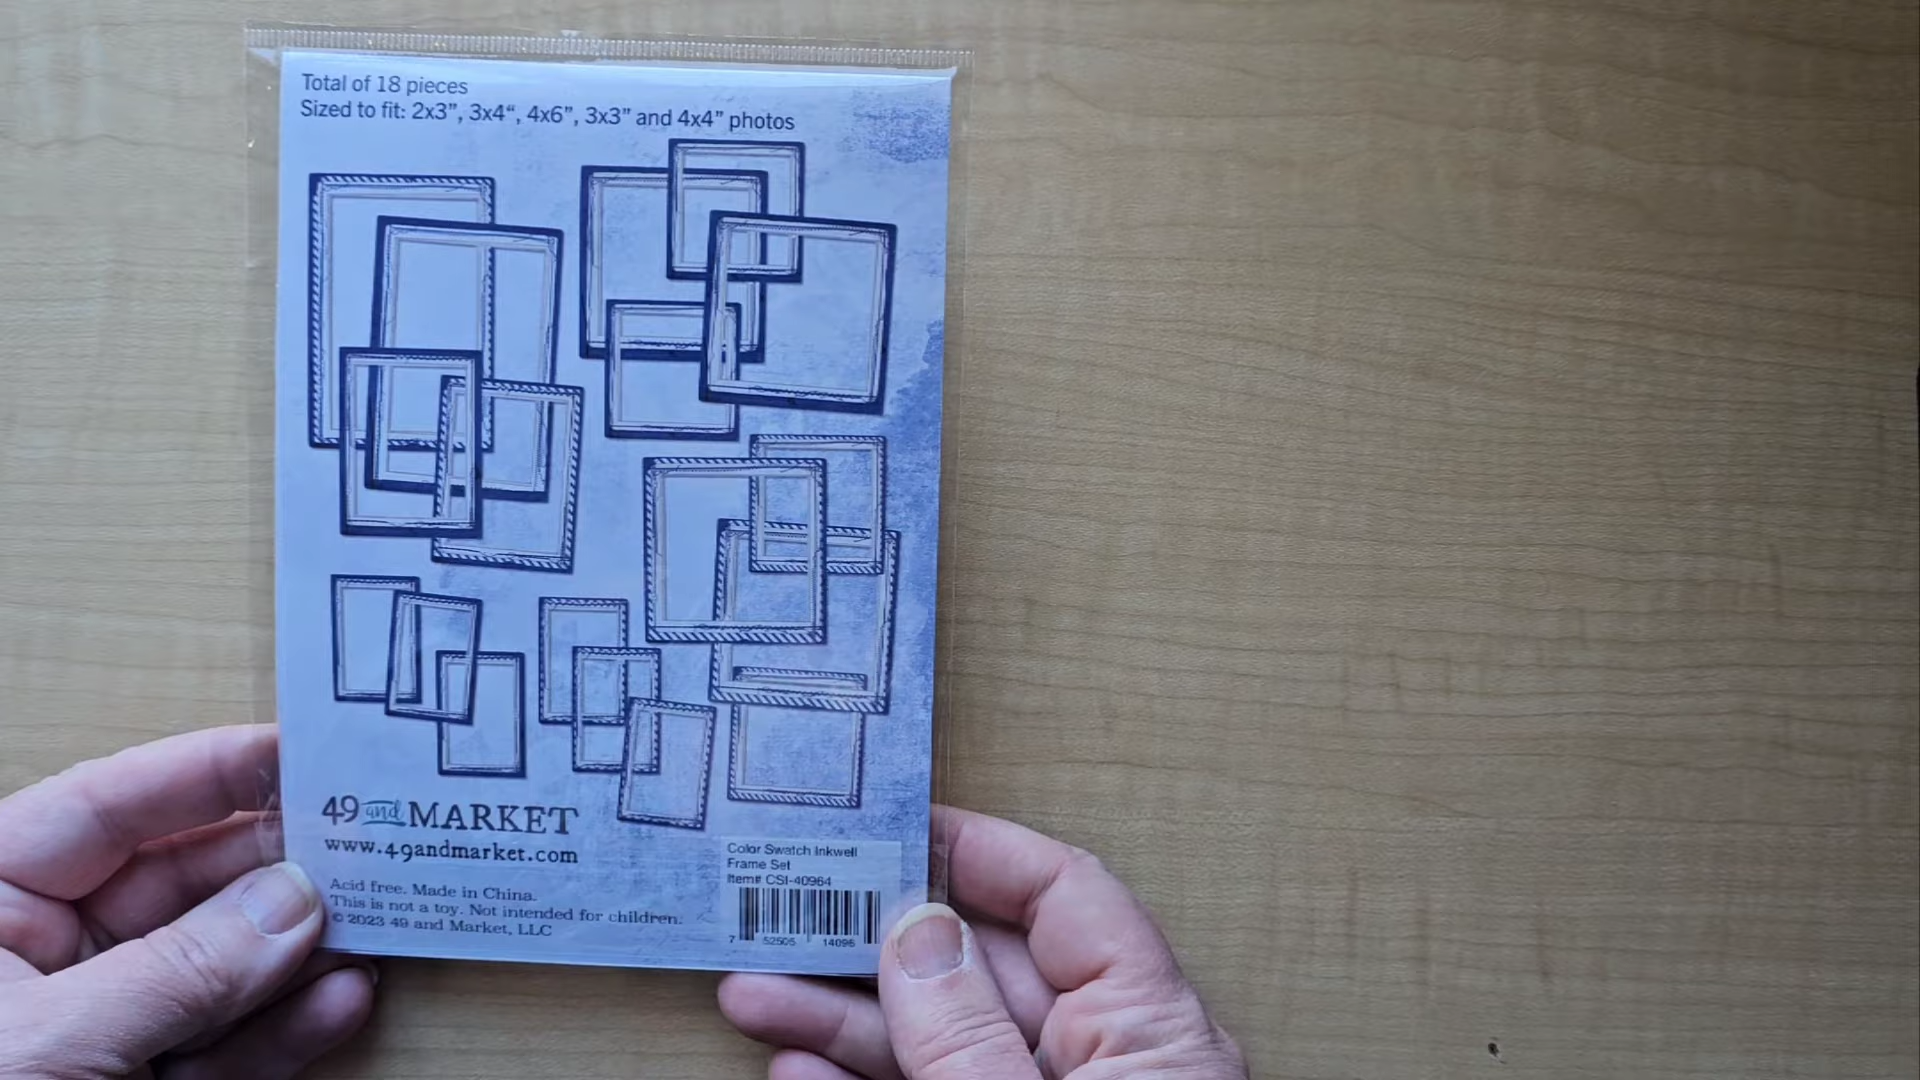 Total of 18 pieces
Sized to fit: 2x3”, 3x4“, 4x6”, 3x3” and 4x4” photos
49 and MARKET
www.49andmarket.com
Acid free. Made in China.
This is not a toy. Not intended for children.
© 2023 49 and Market, LLC
Color Swatch Inkwell
Frame Set
Item# CSI-40964
7 52505 14096